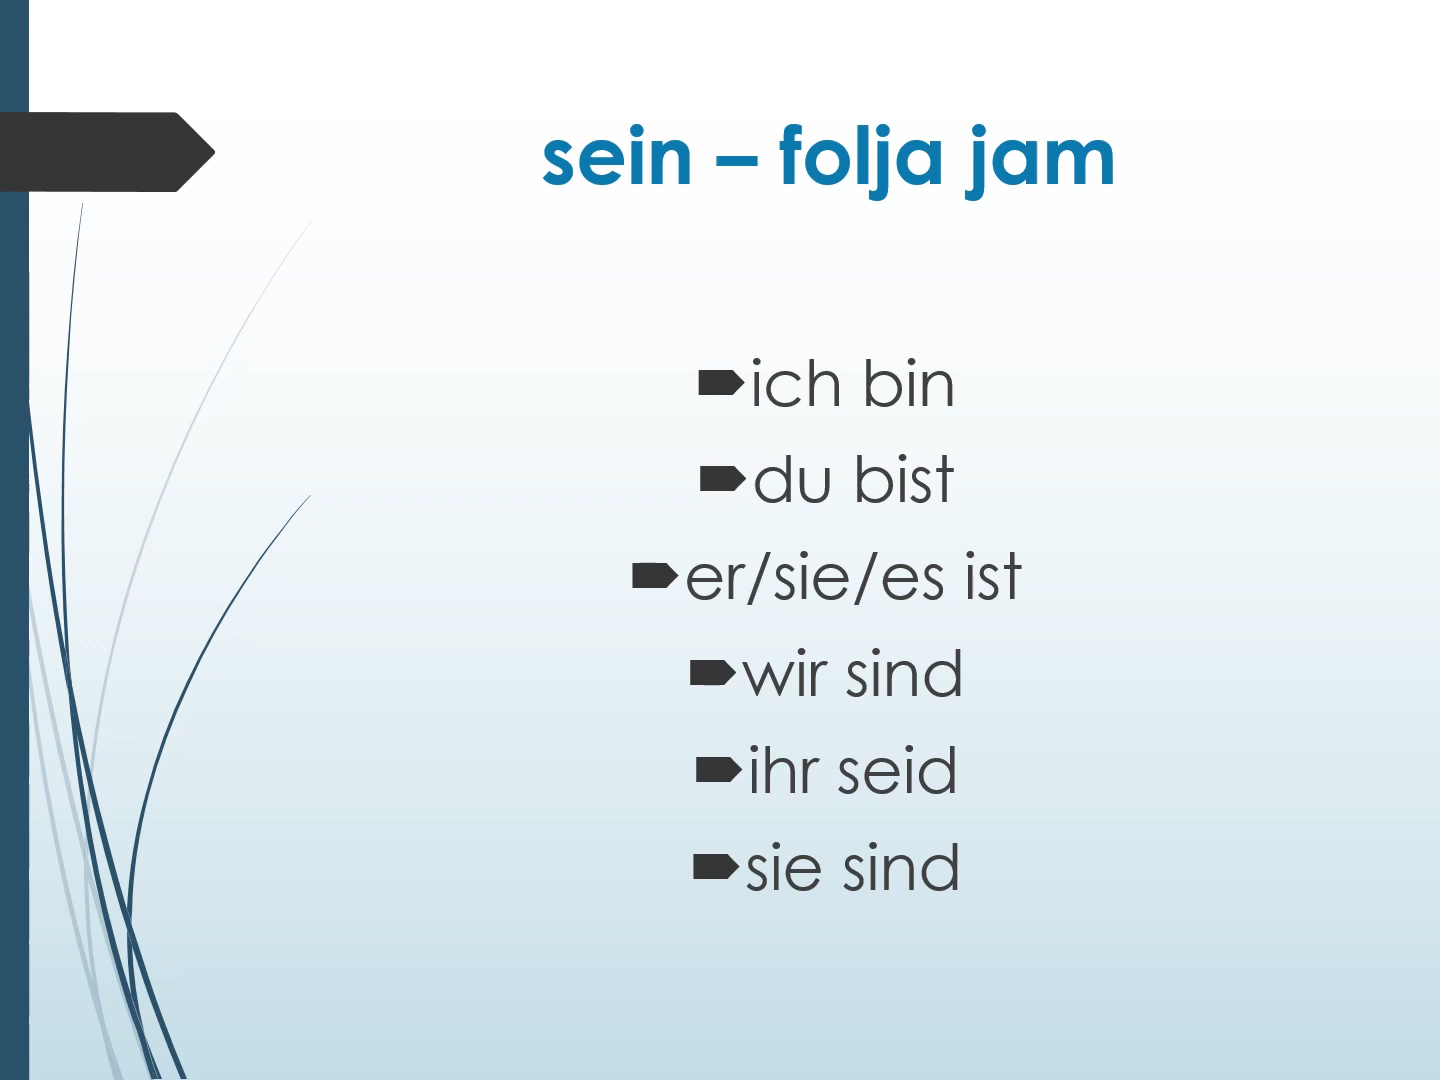 sein – folja jam
ich bin
du bist
er/sie/es ist
wir sind
ihr seid
sie sind